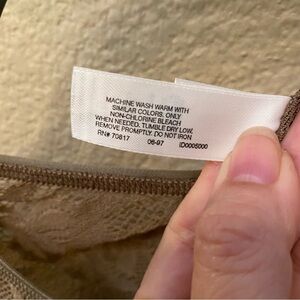 MACHINE WASH WARM WITH
SIMILAR COLORS. ONLY
NON-CHLORINE BLEACH
WHEN NEEDED. TUMBLE DRY LOW.
REMOVE PROMPTLY. DO NOT IRON
RN# 70817 06-97 ID0005000